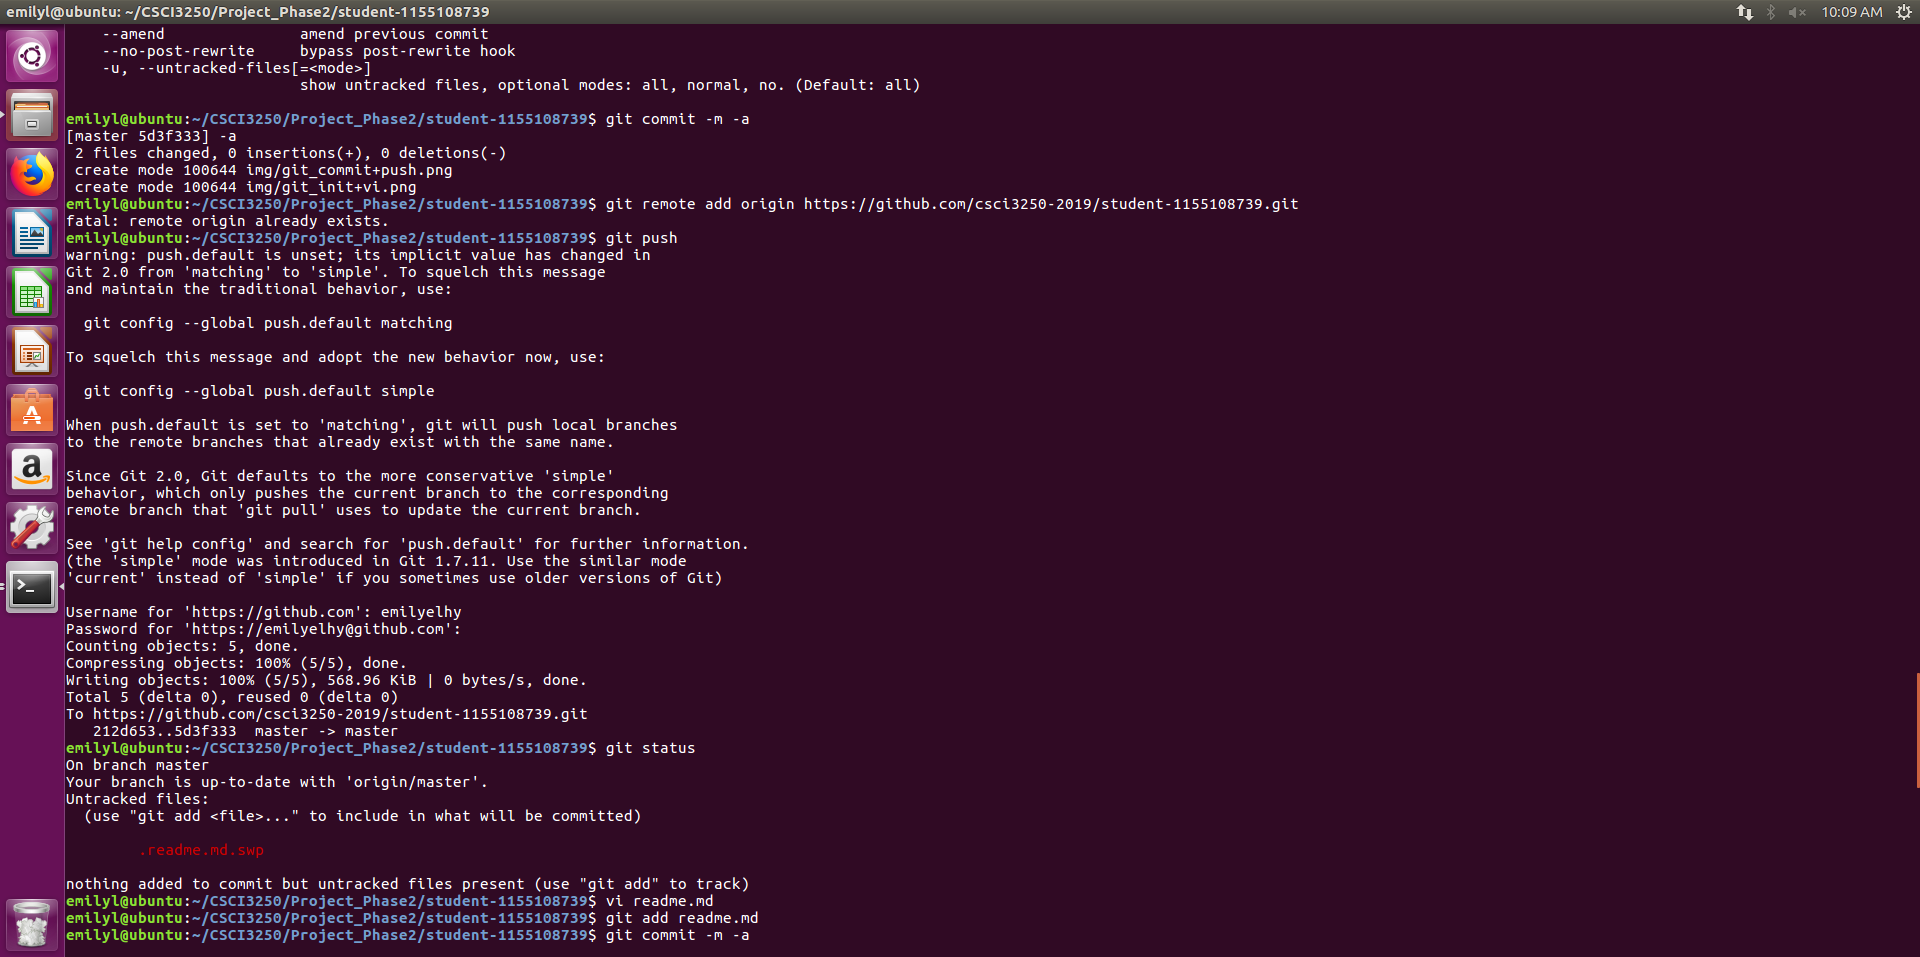 emilyl@ubuntu: ~/CSCI3250/Project_Phase2/student-1155108739
10:09 AM
--amend               amend previous commit
--no-post-rewrite     bypass post-rewrite hook
-u, --untracked-files[=<mode>]
show untracked files, optional modes: all, normal, no. (Default: all)
emilyl@ubuntu:~/CSCI3250/Project_Phase2/student-1155108739$ git commit -m -a
[master 5d3f333] -a
2 files changed, 0 insertions(+), 0 deletions(-)
create mode 100644 img/git_commit+push.png
create mode 100644 img/git_init+vi.png
emilyl@ubuntu:~/CSCI3250/Project_Phase2/student-1155108739$ git remote add origin https://github.com/csci3250-2019/student-1155108739.git
fatal: remote origin already exists.
emilyl@ubuntu:~/CSCI3250/Project_Phase2/student-1155108739$ git push
warning: push.default is unset; its implicit value has changed in
Git 2.0 from 'matching' to 'simple'. To squelch this message
and maintain the traditional behavior, use:
git config --global push.default matching
To squelch this message and adopt the new behavior now, use:
git config --global push.default simple
When push.default is set to 'matching', git will push local branches
to the remote branches that already exist with the same name.
Since Git 2.0, Git defaults to the more conservative 'simple'
behavior, which only pushes the current branch to the corresponding
remote branch that 'git pull' uses to update the current branch.
See 'git help config' and search for 'push.default' for further information.
(the 'simple' mode was introduced in Git 1.7.11. Use the similar mode
'current' instead of 'simple' if you sometimes use older versions of Git)
Username for 'https://github.com': emilyelhy
Password for 'https://emilyelhy@github.com':
Counting objects: 5, done.
Compressing objects: 100% (5/5), done.
Writing objects: 100% (5/5), 568.96 KiB | 0 bytes/s, done.
Total 5 (delta 0), reused 0 (delta 0)
To https://github.com/csci3250-2019/student-1155108739.git
212d653..5d3f333  master -> master
emilyl@ubuntu:~/CSCI3250/Project_Phase2/student-1155108739$ git status
On branch master
Your branch is up-to-date with 'origin/master'.
Untracked files:
(use "git add <file>..." to include in what will be committed)
.readme.md.swp
nothing added to commit but untracked files present (use "git add" to track)
emilyl@ubuntu:~/CSCI3250/Project_Phase2/student-1155108739$ vi readme.md
emilyl@ubuntu:~/CSCI3250/Project_Phase2/student-1155108739$ git add readme.md
emilyl@ubuntu:~/CSCI3250/Project_Phase2/student-1155108739$ git commit -m -a